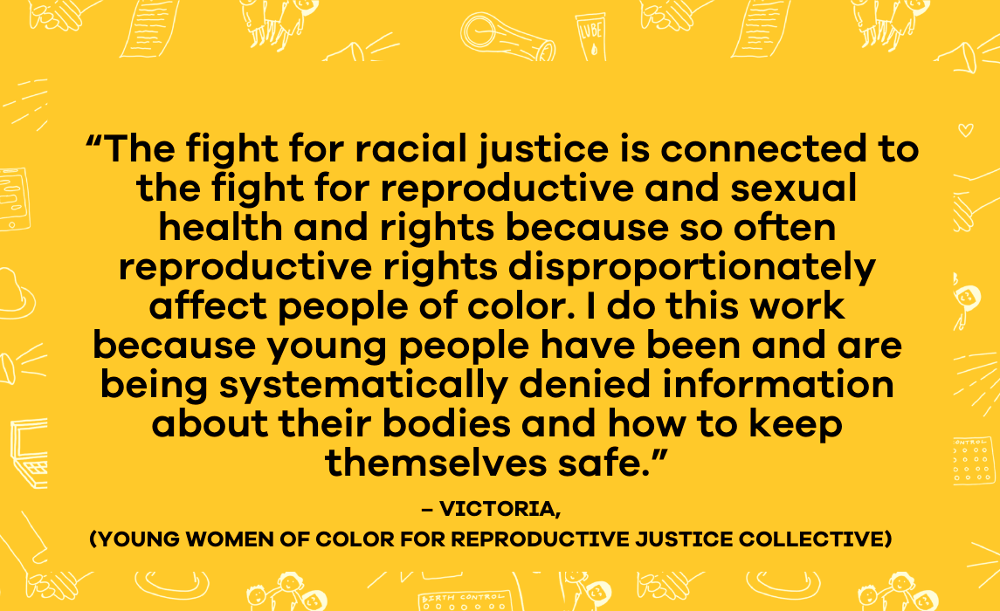 LUBE
“The fight for racial justice is connected to
the fight for reproductive and sexual
health and rights because so often
reproductive rights disproportionately
affect people of color. I do this work
because young people have been and are
being systematically denied information
about their bodies and how to keep
themselves safe.”
– VICTORIA,
(YOUNG WOMEN OF COLOR FOR REPRODUCTIVE JUSTICE COLLECTIVE)
ONTROL
BIRTH CONTROL